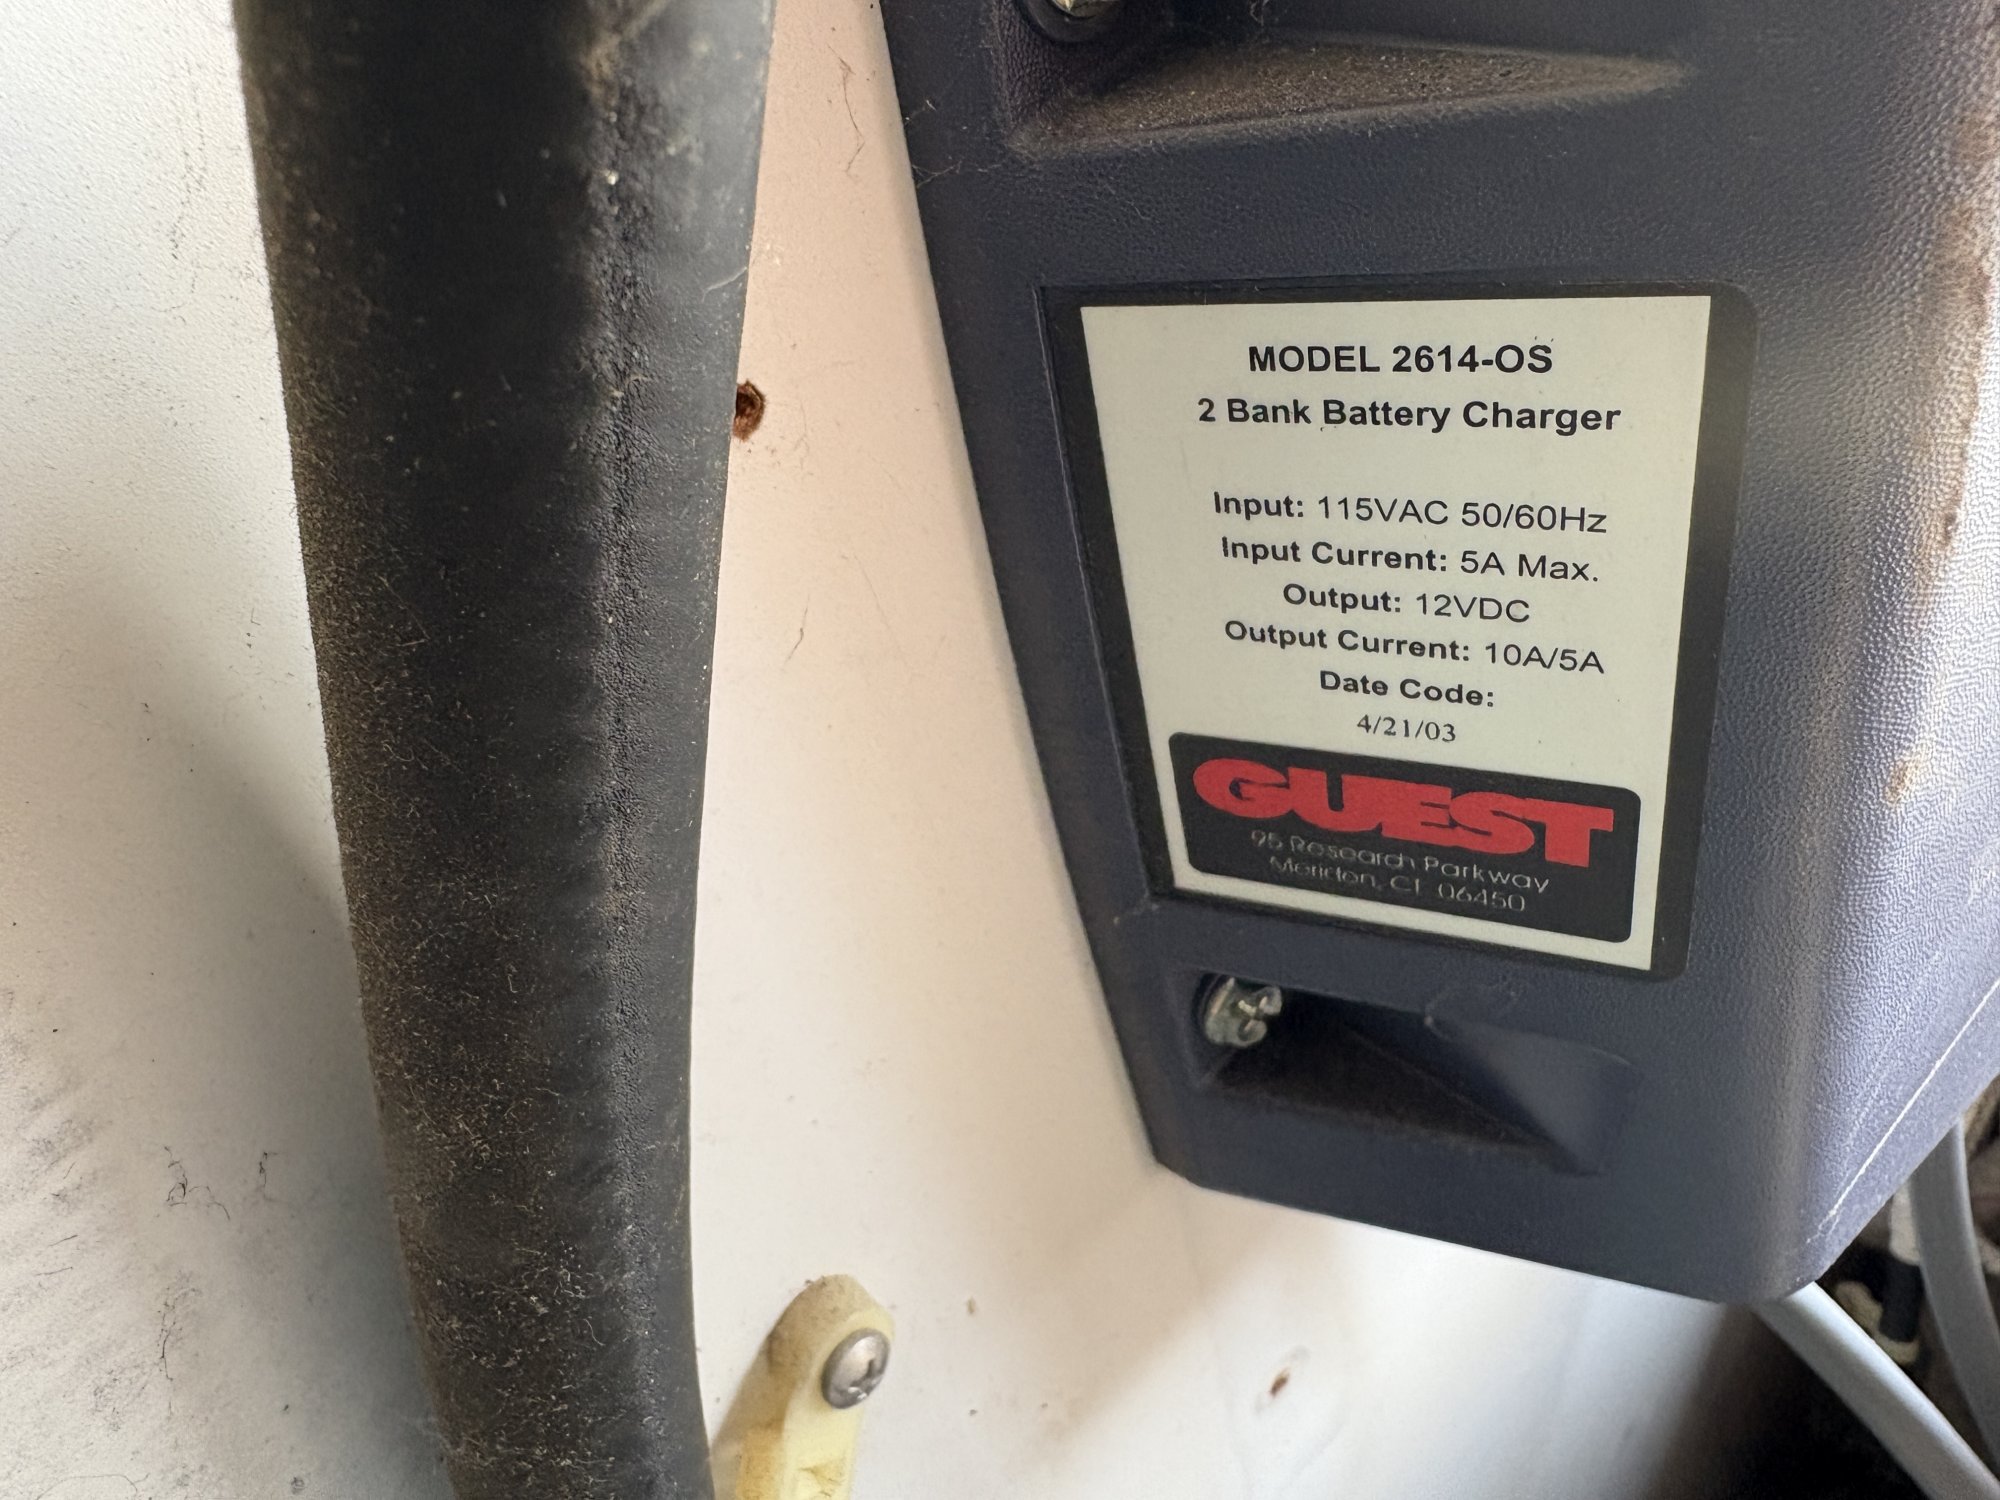 MODEL 2614-OS
2 Bank Battery Charger
Input: 115VAC 50/60Hz
Input Current: 5A Max.
Output: 12VDC
Output Current: 10A/5A
Date Code:
4/21/03
GUEST
95 Research Parkway
Meriden, CT 06450